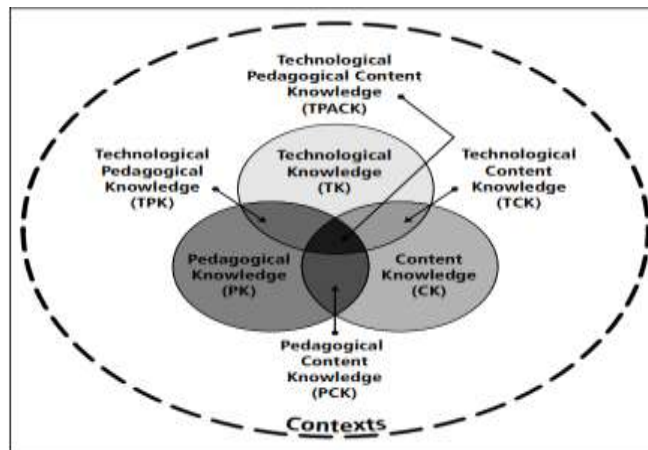 Technological
Pedagogical Content
Knowledge
(TPACK)
Technological
Pedagogical
Knowledge
(TPK)
Technological
Knowledge
(TK)
Technological
Content
Knowledge
(TCK)
Pedagogical
Knowledge
(PK)
Content
Knowledge
(CK)
Pedagogical
Content
Knowledge
(PCK)
Contexts